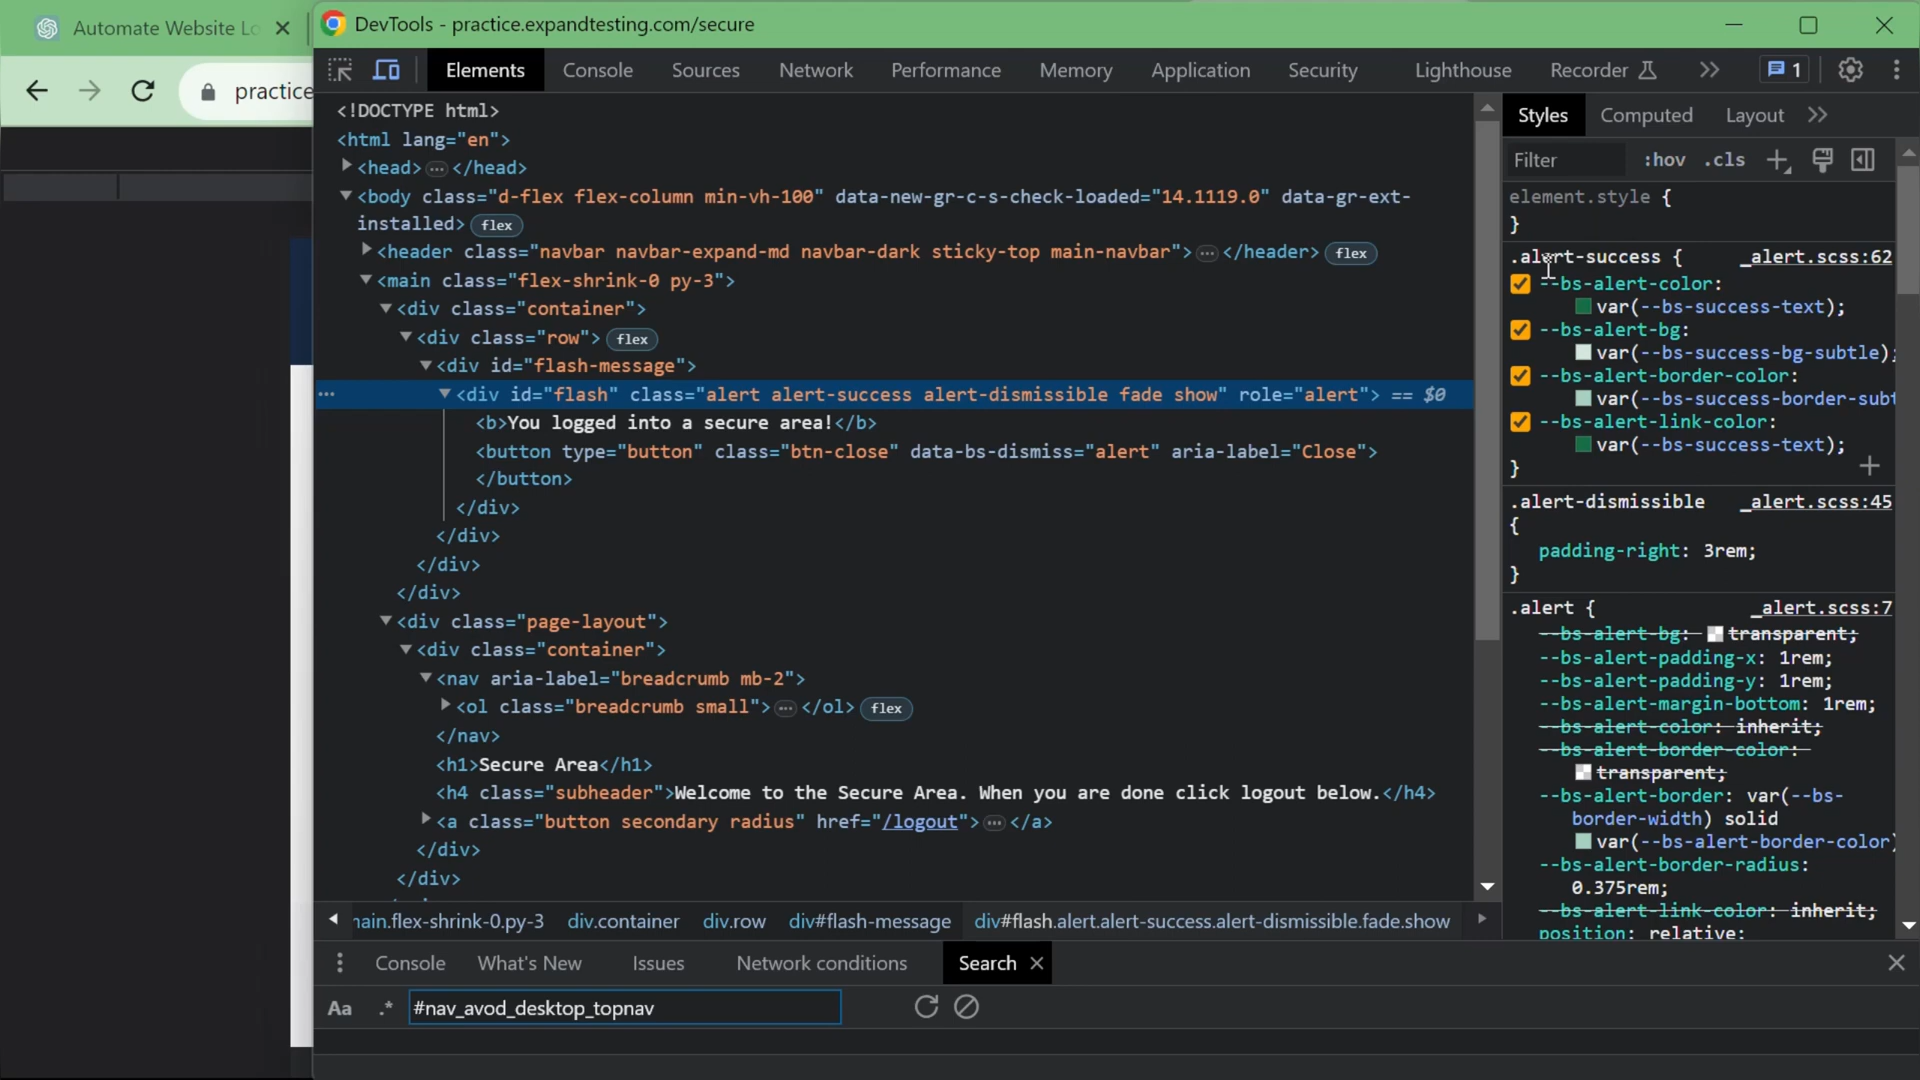 Automate Website Lo
DevTools - practice.expandtesting.com/secure
practice
Elements Console Sources Network Performance Memory Application Security Lighthouse Recorder 1
<!DOCTYPE html>
<html lang="en">
<head> … </head>
<body class="d-flex flex-column min-vh-100" data-new-gr-c-s-check-loaded="14.1119.0" data-gr-ext-
installed> flex
<header class="navbar navbar-expand-md navbar-dark sticky-top main-navbar"> … </header> flex
<main class="flex-shrink-0 py-3">
<div class="container">
<div class="row"> flex
<div id="flash-message">
… <div id="flash" class="alert alert-success alert-dismissible fade show" role="alert"> == $0
<b>You logged into a secure area!</b>
<button type="button" class="btn-close" data-bs-dismiss="alert" aria-label="Close">
</button>
</div>
</div>
</div>
</div>
<div class="page-layout">
<div class="container">
<nav aria-label="breadcrumb mb-2">
<ol class="breadcrumb small"> … </ol> flex
</nav>
<h1>Secure Area</h1>
<h4 class="subheader">Welcome to the Secure Area. When you are done click logout below.</h4>
<a class="button secondary radius" href="/logout"> … </a>
</div>
</div>
main.flex-shrink-0.py-3 div.container div.row div#flash-message div#flash.alert.alert-success.alert-dismissible.fade.show
Styles Computed Layout
Filter :hov .cls
element.style {
}
.alert-success { _alert.scss:62
--bs-alert-color:
var(--bs-success-text);
--bs-alert-bg:
var(--bs-success-bg-subtle);
--bs-alert-border-color:
var(--bs-success-border-subt
--bs-alert-link-color:
var(--bs-success-text);
}
.alert-dismissible _alert.scss:45
{
padding-right: 3rem;
}
.alert { _alert.scss:7
--bs-alert-bg: transparent;
--bs-alert-padding-x: 1rem;
--bs-alert-padding-y: 1rem;
--bs-alert-margin-bottom: 1rem;
--bs-alert-color: inherit;
--bs-alert-border-color:
transparent;
--bs-alert-border: var(--bs-
border-width) solid
var(--bs-alert-border-color)
--bs-alert-border-radius:
0.375rem;
--bs-alert-link-color: inherit;
position: relative;
Console What's New Issues Network conditions Search
Aa .* #nav_avod_desktop_topnav